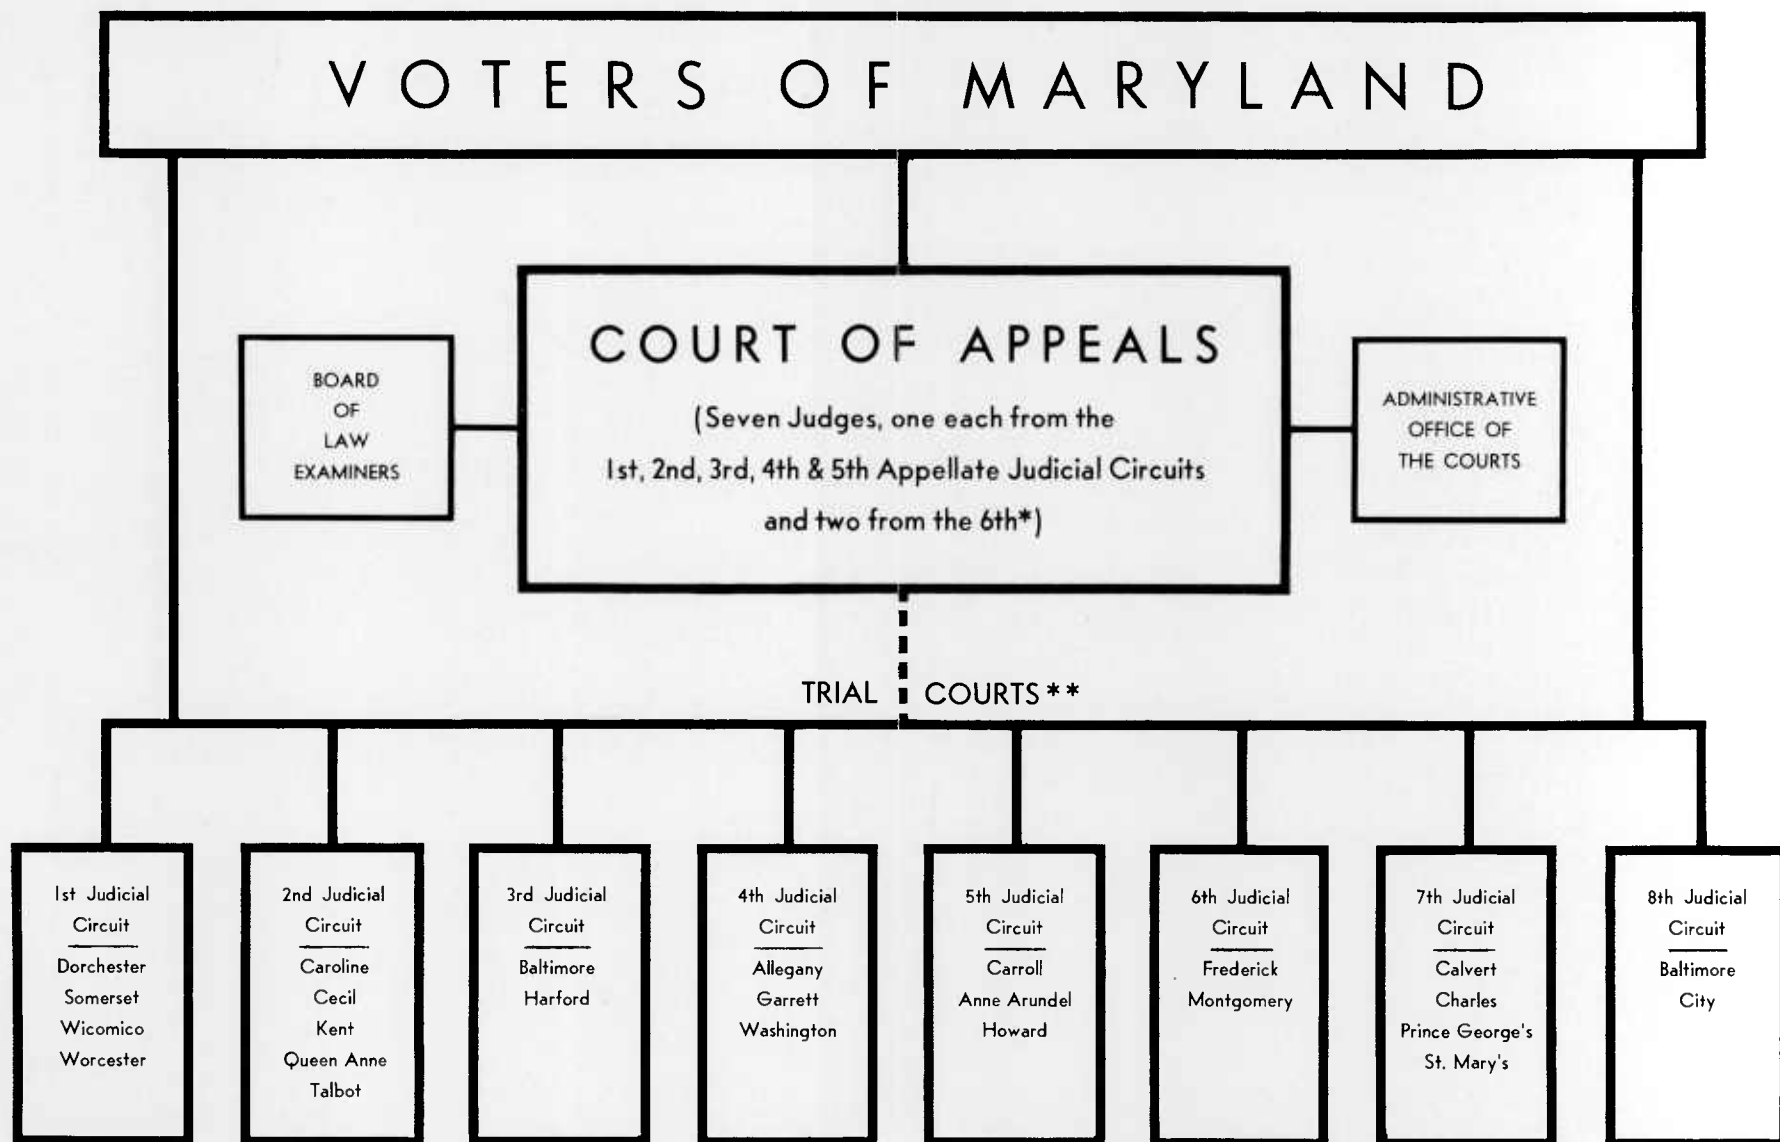 VOTERS OF MARYLAND
COURT OF APPEALS
(Seven Judges, one each from the
1st, 2nd, 3rd, 4th & 5th Appellate Judicial Circuits
and two from the 6th*)
BOARD
OF
LAW
EXAMINERS
ADMINISTRATIVE
OFFICE OF
THE COURTS
TRIAL COURTS**
1st Judicial
Circuit
Dorchester
Somerset
Wicomico
Worcester
2nd Judicial
Circuit
Caroline
Cecil
Kent
Queen Anne
Talbot
3rd Judicial
Circuit
Baltimore
Harford
4th Judicial
Circuit
Allegany
Garrett
Washington
5th Judicial
Circuit
Carroll
Anne Arundel
Howard
6th Judicial
Circuit
Frederick
Montgomery
7th Judicial
Circuit
Calvert
Charles
Prince George's
St. Mary's
8th Judicial
Circuit
Baltimore
City